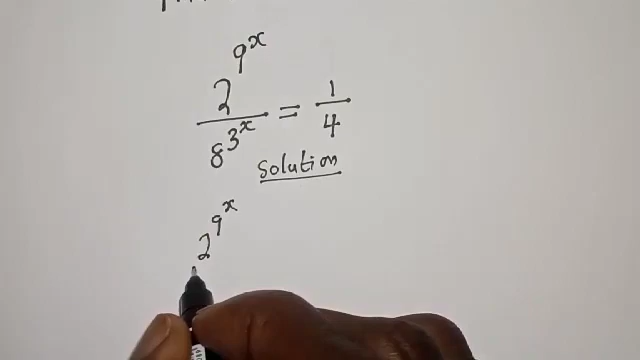 2^{9^x} / 8^{3^x} = 1/4
Solution
2^{9^x}